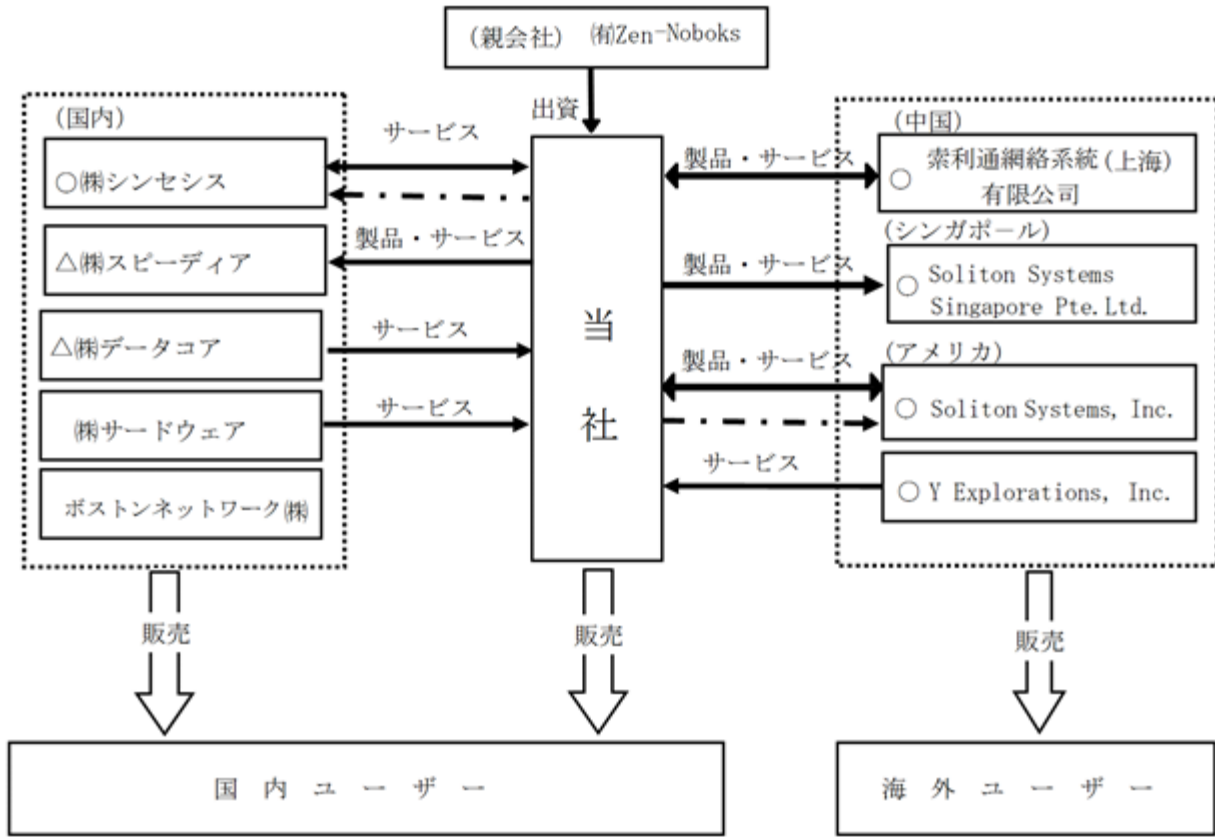 (親会社) ㈲Zen-Noboks
出資
(国内)
○㈱シンセシス
△㈱スピーディア
△㈱データコア
㈱サードウェア
ボストンネットワーク㈱
サービス
製品・サービス
サービス
サービス
当
社
製品・サービス
製品・サービス
製品・サービス
サービス
(中国)
○ 索利通網絡系統(上海)
有限公司
(シンガポール)
○ Soliton Systems
Singapore Pte.Ltd.
(アメリカ)
○ Soliton Systems, Inc.
○ Y Explorations, Inc.
販売
販売
販売
国内ユーザー
海外ユーザー